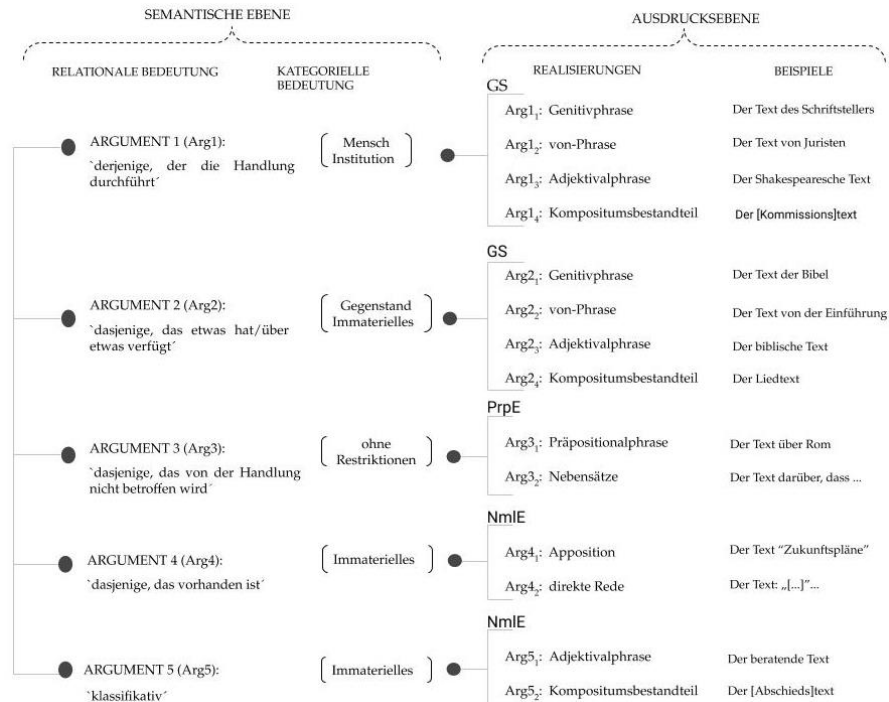 SEMANTISCHE EBENE
AUSDRUCKSEBENE
RELATIONALE BEDEUTUNG
KATEGORIELLE
BEDEUTUNG
REALISIERUNGEN
BEISPIELE
ARGUMENT 1 (Arg1):
`derjenige, der die Handlung
durchführt´
Mensch
Institution
GS
Arg1₁: Genitivphrase
Der Text des Schriftstellers
Arg1₂: von-Phrase
Der Text von Juristen
Arg1₃: Adjektivalphrase
Der Shakespearesche Text
Arg1₄: Kompositumsbestandteil
Der [Kommissions]text
ARGUMENT 2 (Arg2):
`dasjenige, das etwas hat/über
etwas verfügt´
Gegenstand
Immaterielles
GS
Arg2₁: Genitivphrase
Der Text der Bibel
Arg2₂: von-Phrase
Der Text von der Einführung
Arg2₃: Adjektivalphrase
Der biblische Text
Arg2₄: Kompositumsbestandteil
Der Liedtext
ARGUMENT 3 (Arg3):
`dasjenige, das von der Handlung
nicht betroffen wird´
ohne
Restriktionen
PrpE
Arg3₁: Präpositionalphrase
Der Text über Rom
Arg3₂: Nebensätze
Der Text darüber, dass ...
ARGUMENT 4 (Arg4):
`dasjenige, das vorhanden ist´
Immaterielles
NmlE
Arg4₁: Apposition
Der Text “Zukunftspläne”
Arg4₂: direkte Rede
Der Text: „[...]”...
ARGUMENT 5 (Arg5):
`klassifikativ´
Immaterielles
NmlE
Arg5₁: Adjektivalphrase
Der beratende Text
Arg5₂: Kompositumsbestandteil
Der [Abschieds]text